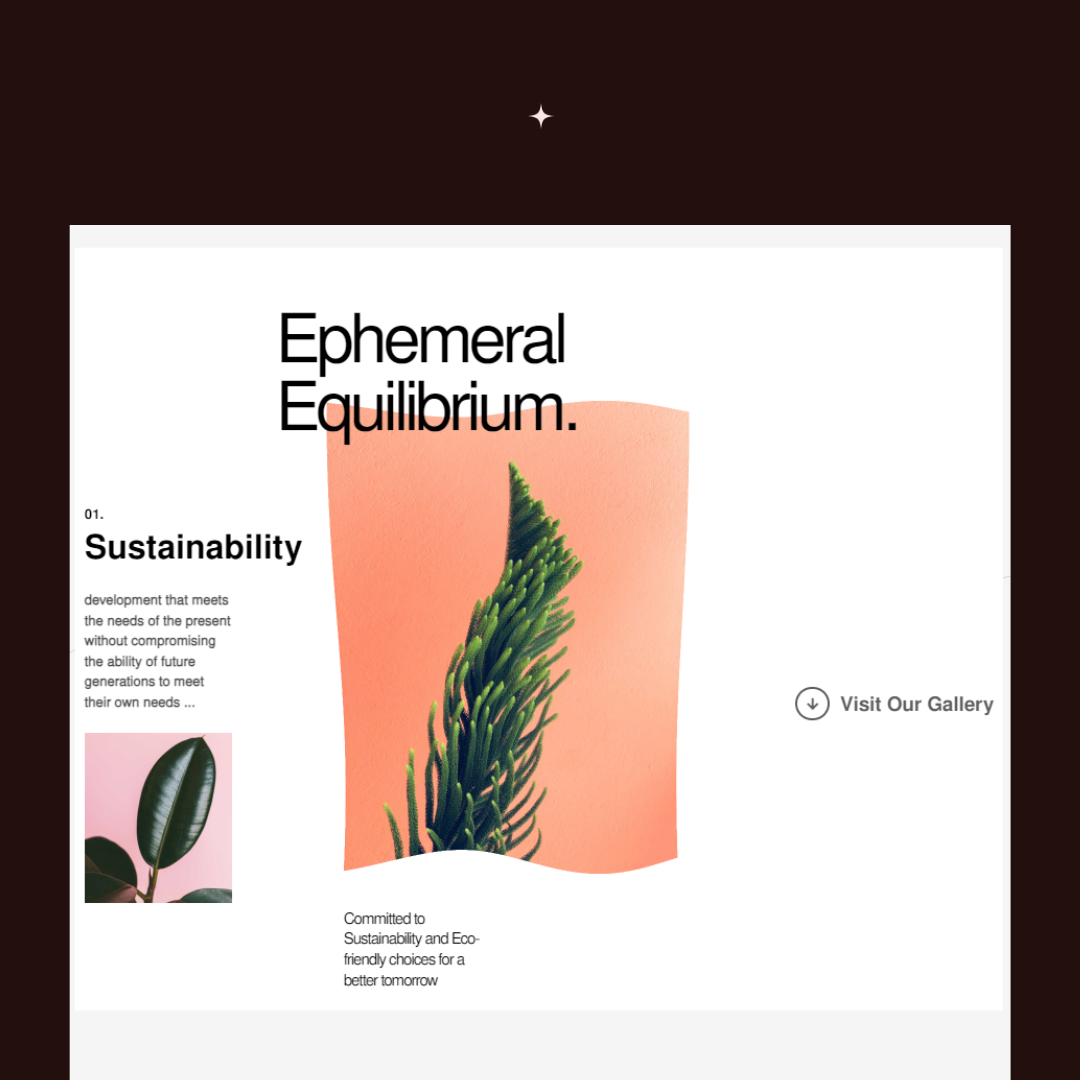 Ephemeral
Equilibrium.
01.
Sustainability
development that meets
the needs of the present
without compromising
the ability of future
generations to meet
their own needs ...
Visit Our Gallery
Committed to
Sustainability and Eco-
friendly choices for a
better tomorrow